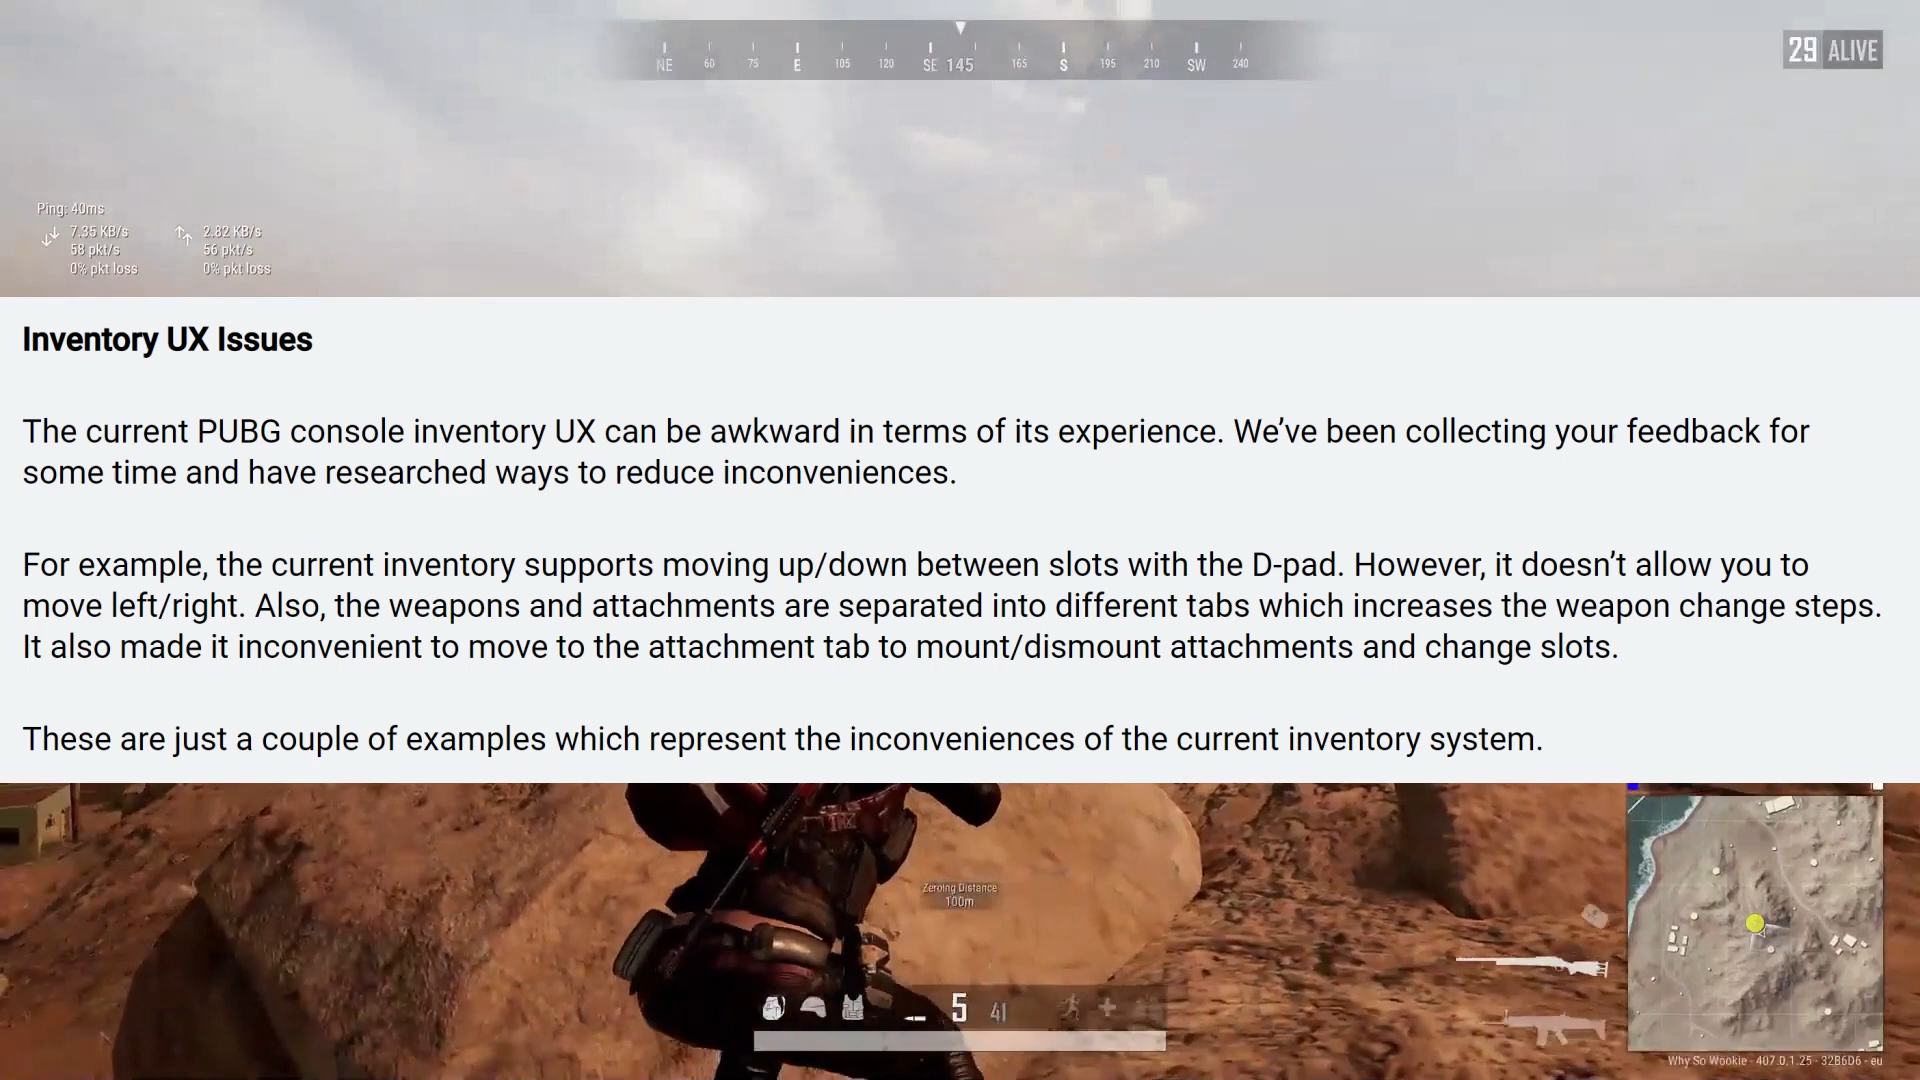 NE 60 75 E 105 120 SE 145 165 S 195 210 SW 240
29 ALIVE
Ping: 40ms
7.35 KB/s 2.82 KB/s
58 pkt/s 56 pkt/s
0% pkt loss 0% pkt loss
Inventory UX Issues
The current PUBG console inventory UX can be awkward in terms of its experience. We’ve been collecting your feedback for
some time and have researched ways to reduce inconveniences.
For example, the current inventory supports moving up/down between slots with the D-pad. However, it doesn’t allow you to
move left/right. Also, the weapons and attachments are separated into different tabs which increases the weapon change steps.
It also made it inconvenient to move to the attachment tab to mount/dismount attachments and change slots.
These are just a couple of examples which represent the inconveniences of the current inventory system.
Zeroing Distance
100m
5 41
Why So Wookie - 407.0.1.25 - 32B6D6 - eu